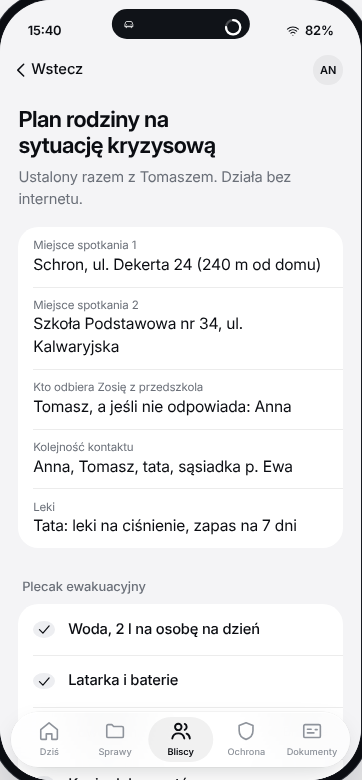 15:40
82%
Wstecz
AN
Plan rodziny na
sytuację kryzysową
Ustalony razem z Tomaszem. Działa bez
internetu.
Miejsce spotkania 1
Schron, ul. Dekerta 24 (240 m od domu)
Miejsce spotkania 2
Szkoła Podstawowa nr 34, ul.
Kalwaryjska
Kto odbiera Zosię z przedszkola
Tomasz, a jeśli nie odpowiada: Anna
Kolejność kontaktu
Anna, Tomasz, tata, sąsiadka p. Ewa
Leki
Tata: leki na ciśnienie, zapas na 7 dni
Plecak ewakuacyjny
Woda, 2 l na osobę na dzień
Latarka i baterie
Dziś
Sprawy
Bliscy
Ochrona
Dokumenty